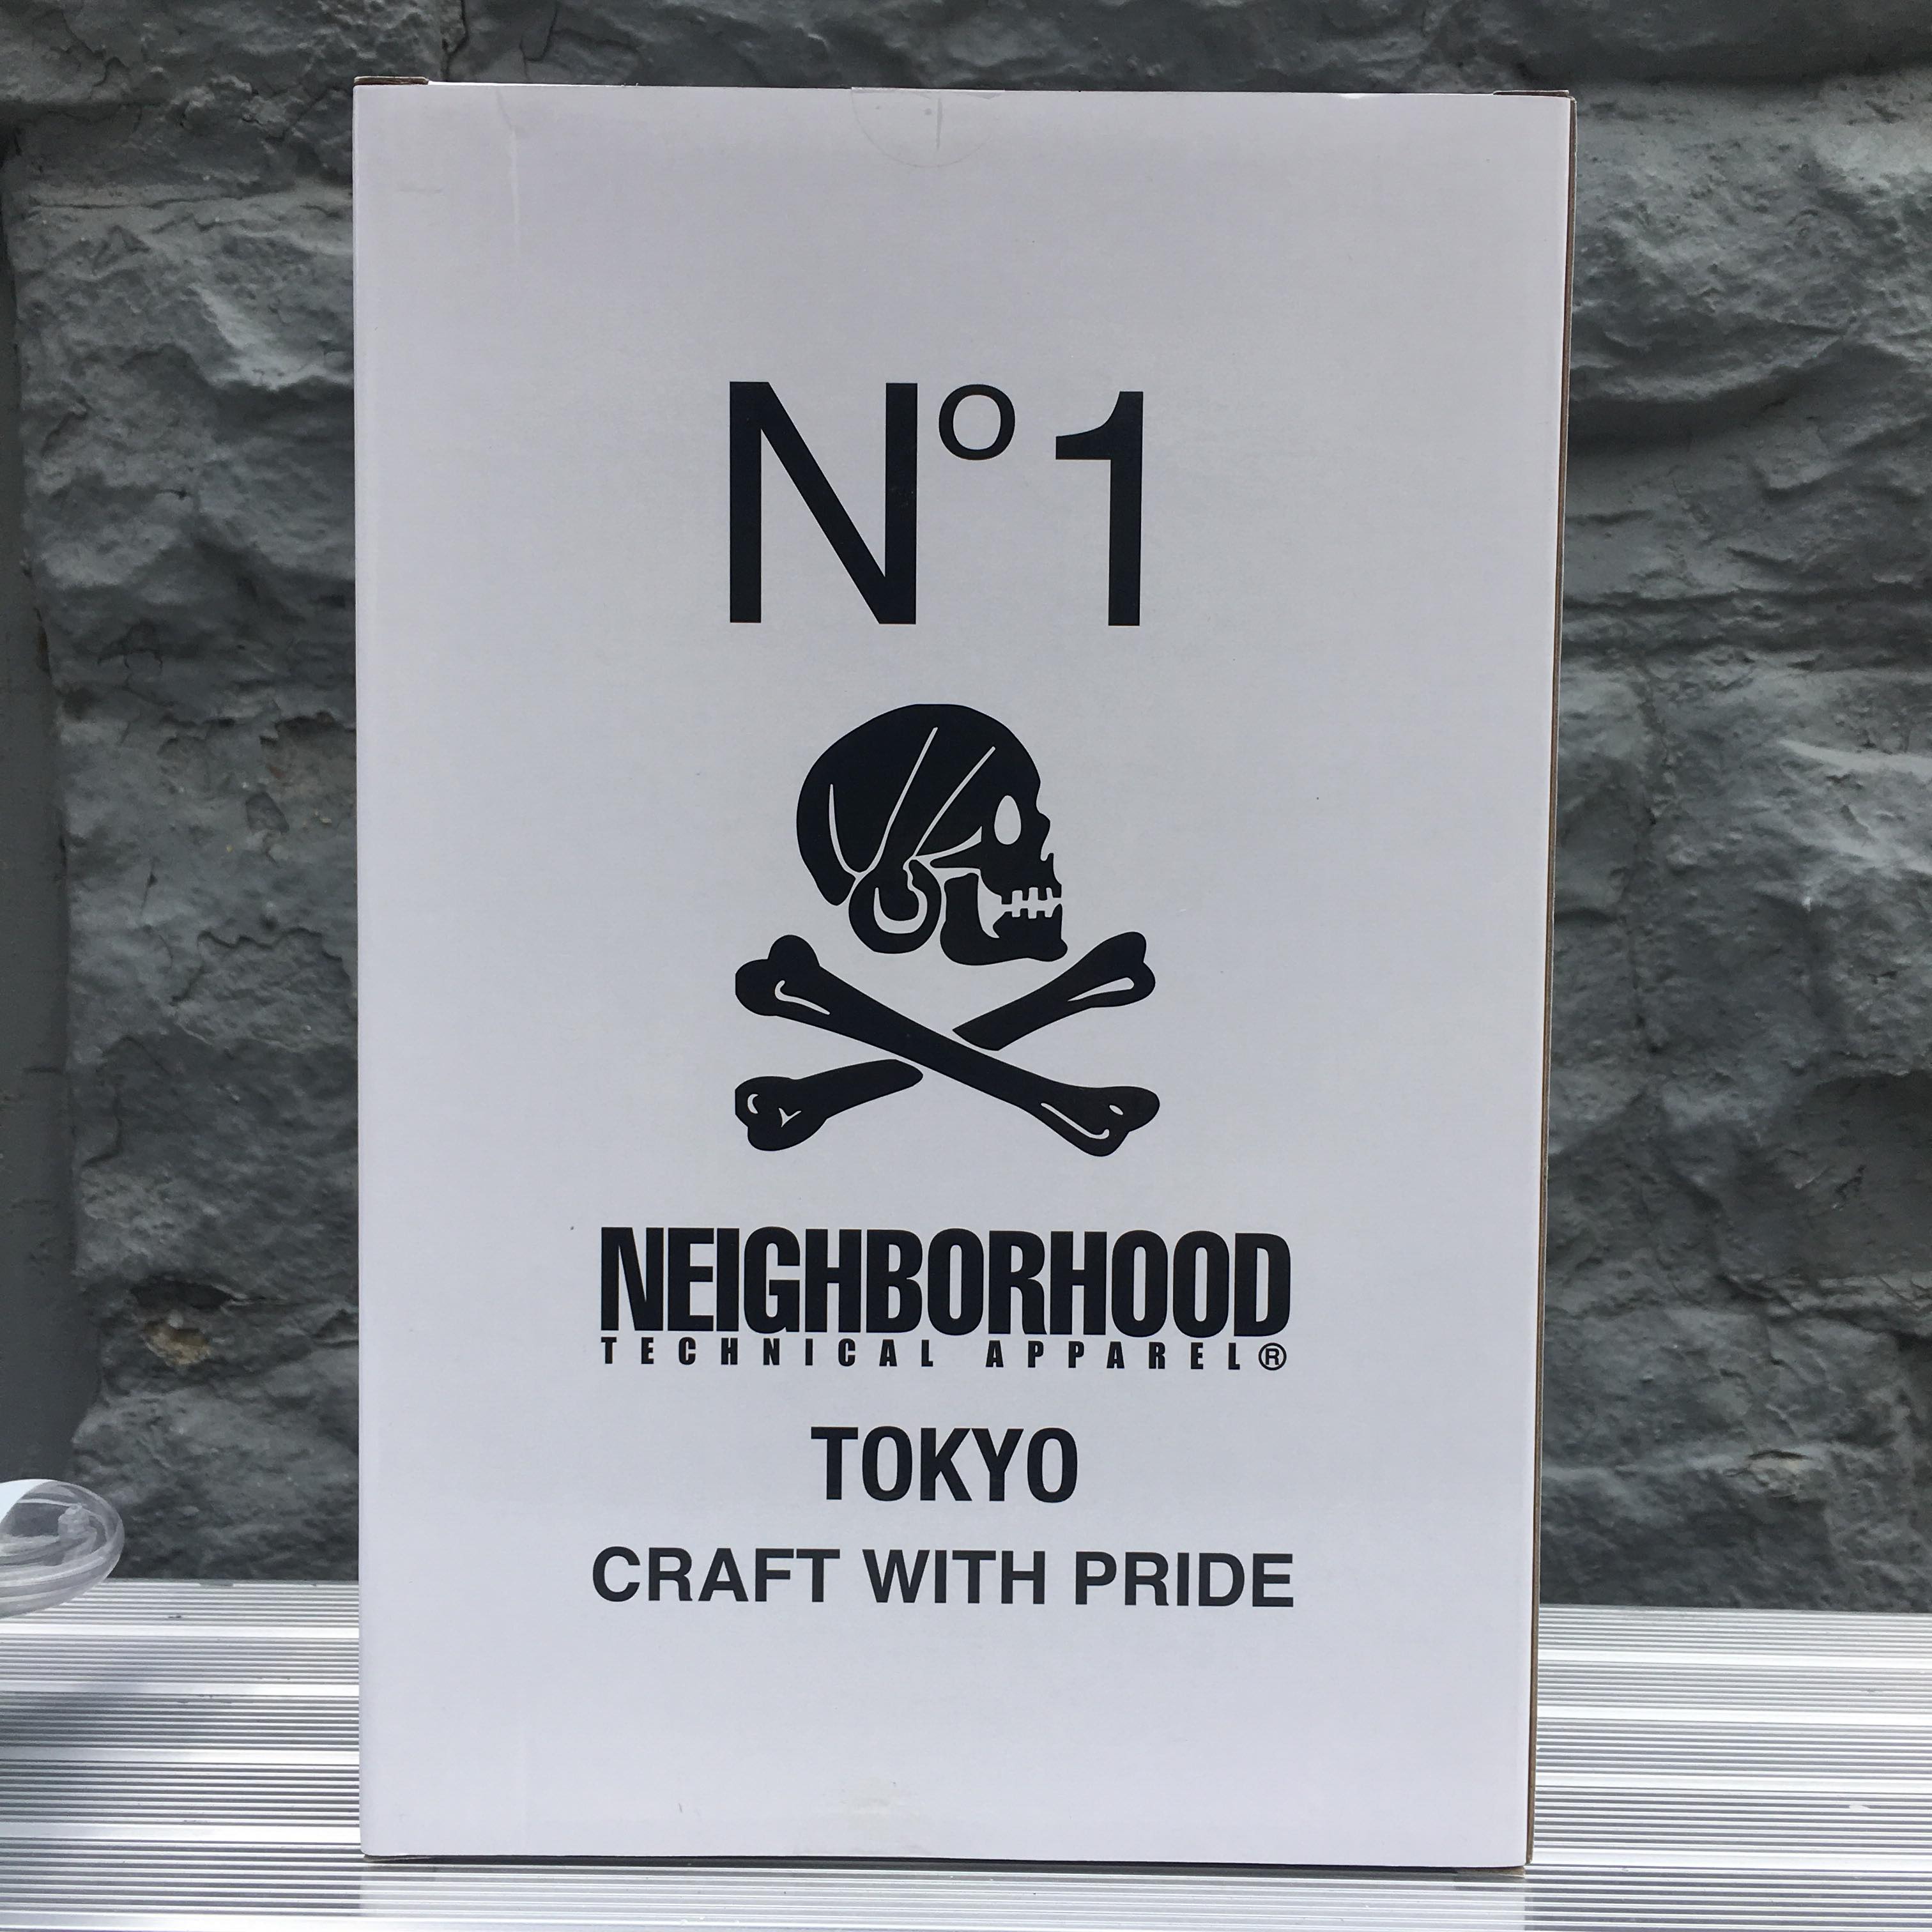 Nº1
NEIGHBORHOOD
TECHNICAL APPAREL®
TOKYO
CRAFT WITH PRIDE